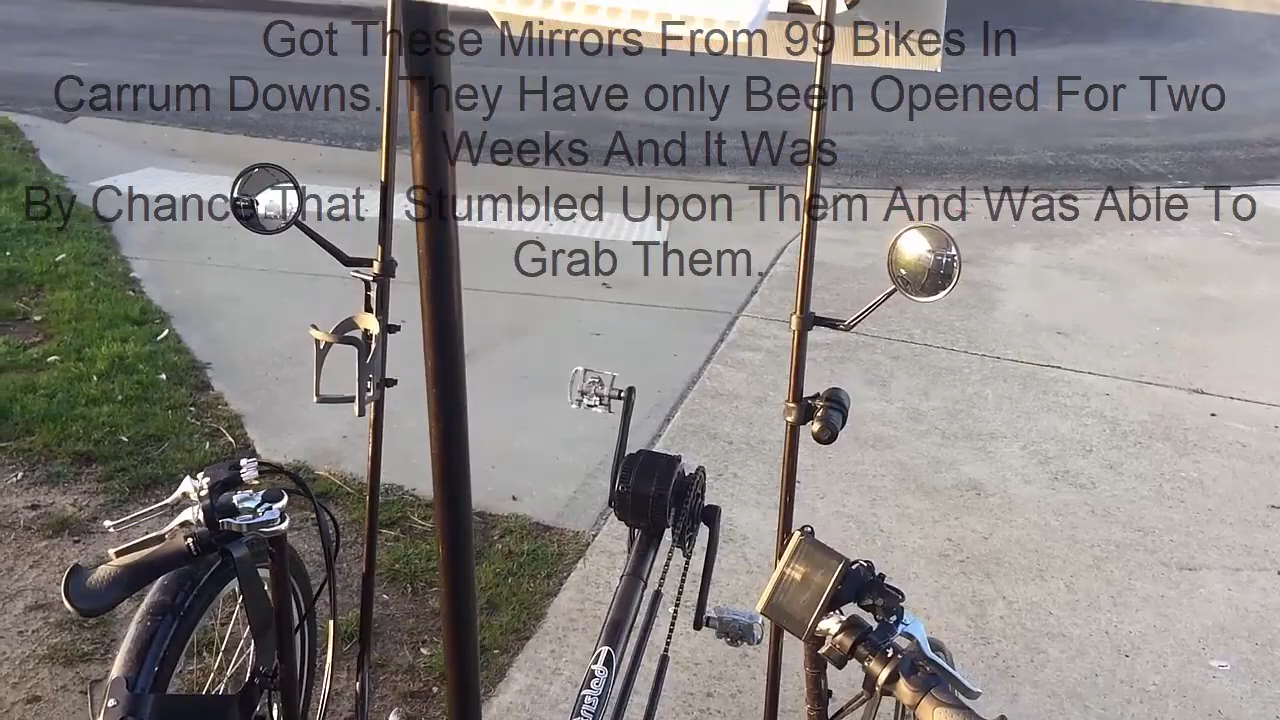 Got These Mirrors From 99 Bikes In
Carrum Downs. They Have only Been Opened For Two
Weeks And It Was
By Chance That I Stumbled Upon Them And Was Able To
Grab Them.